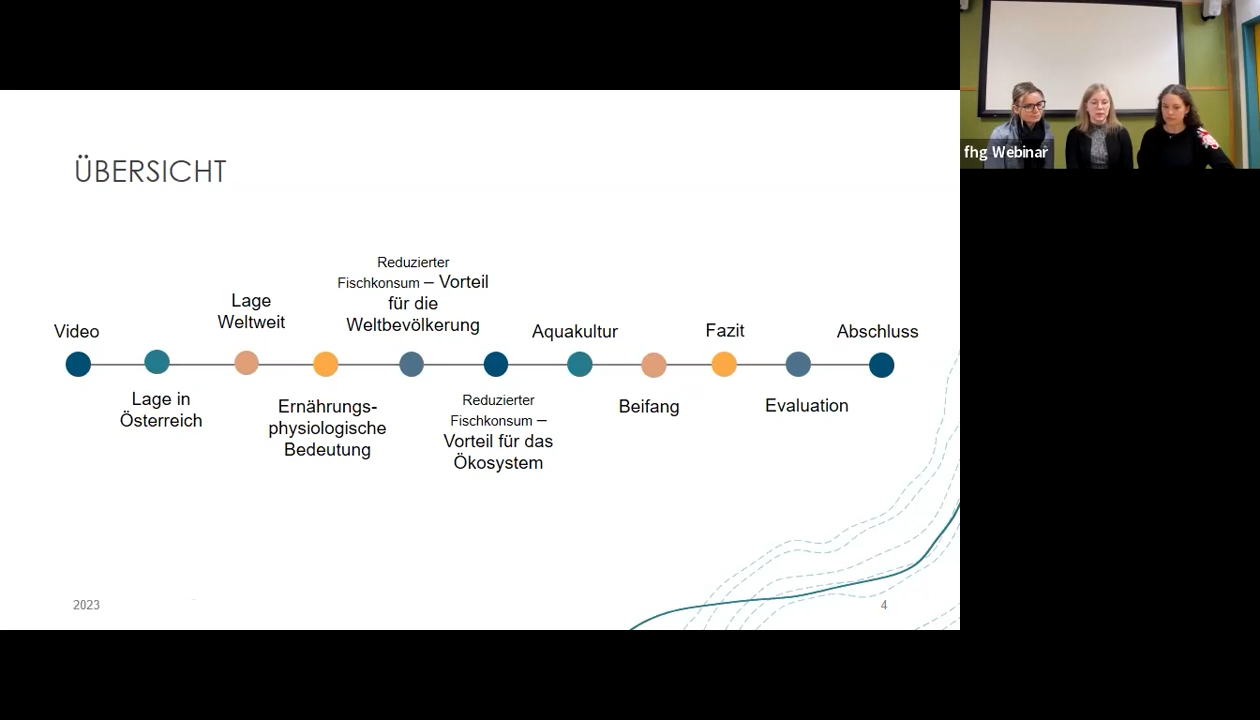 ÜBERSICHT
Video
Lage in
Österreich
Lage
Weltweit
Ernährungs-
physiologische
Bedeutung
Reduzierter
Fischkonsum – Vorteil
für die
Weltbevölkerung
Reduzierter
Fischkonsum –
Vorteil für das
Ökosystem
Aquakultur
Beifang
Fazit
Evaluation
Abschluss
2023
4
fhg Webinar